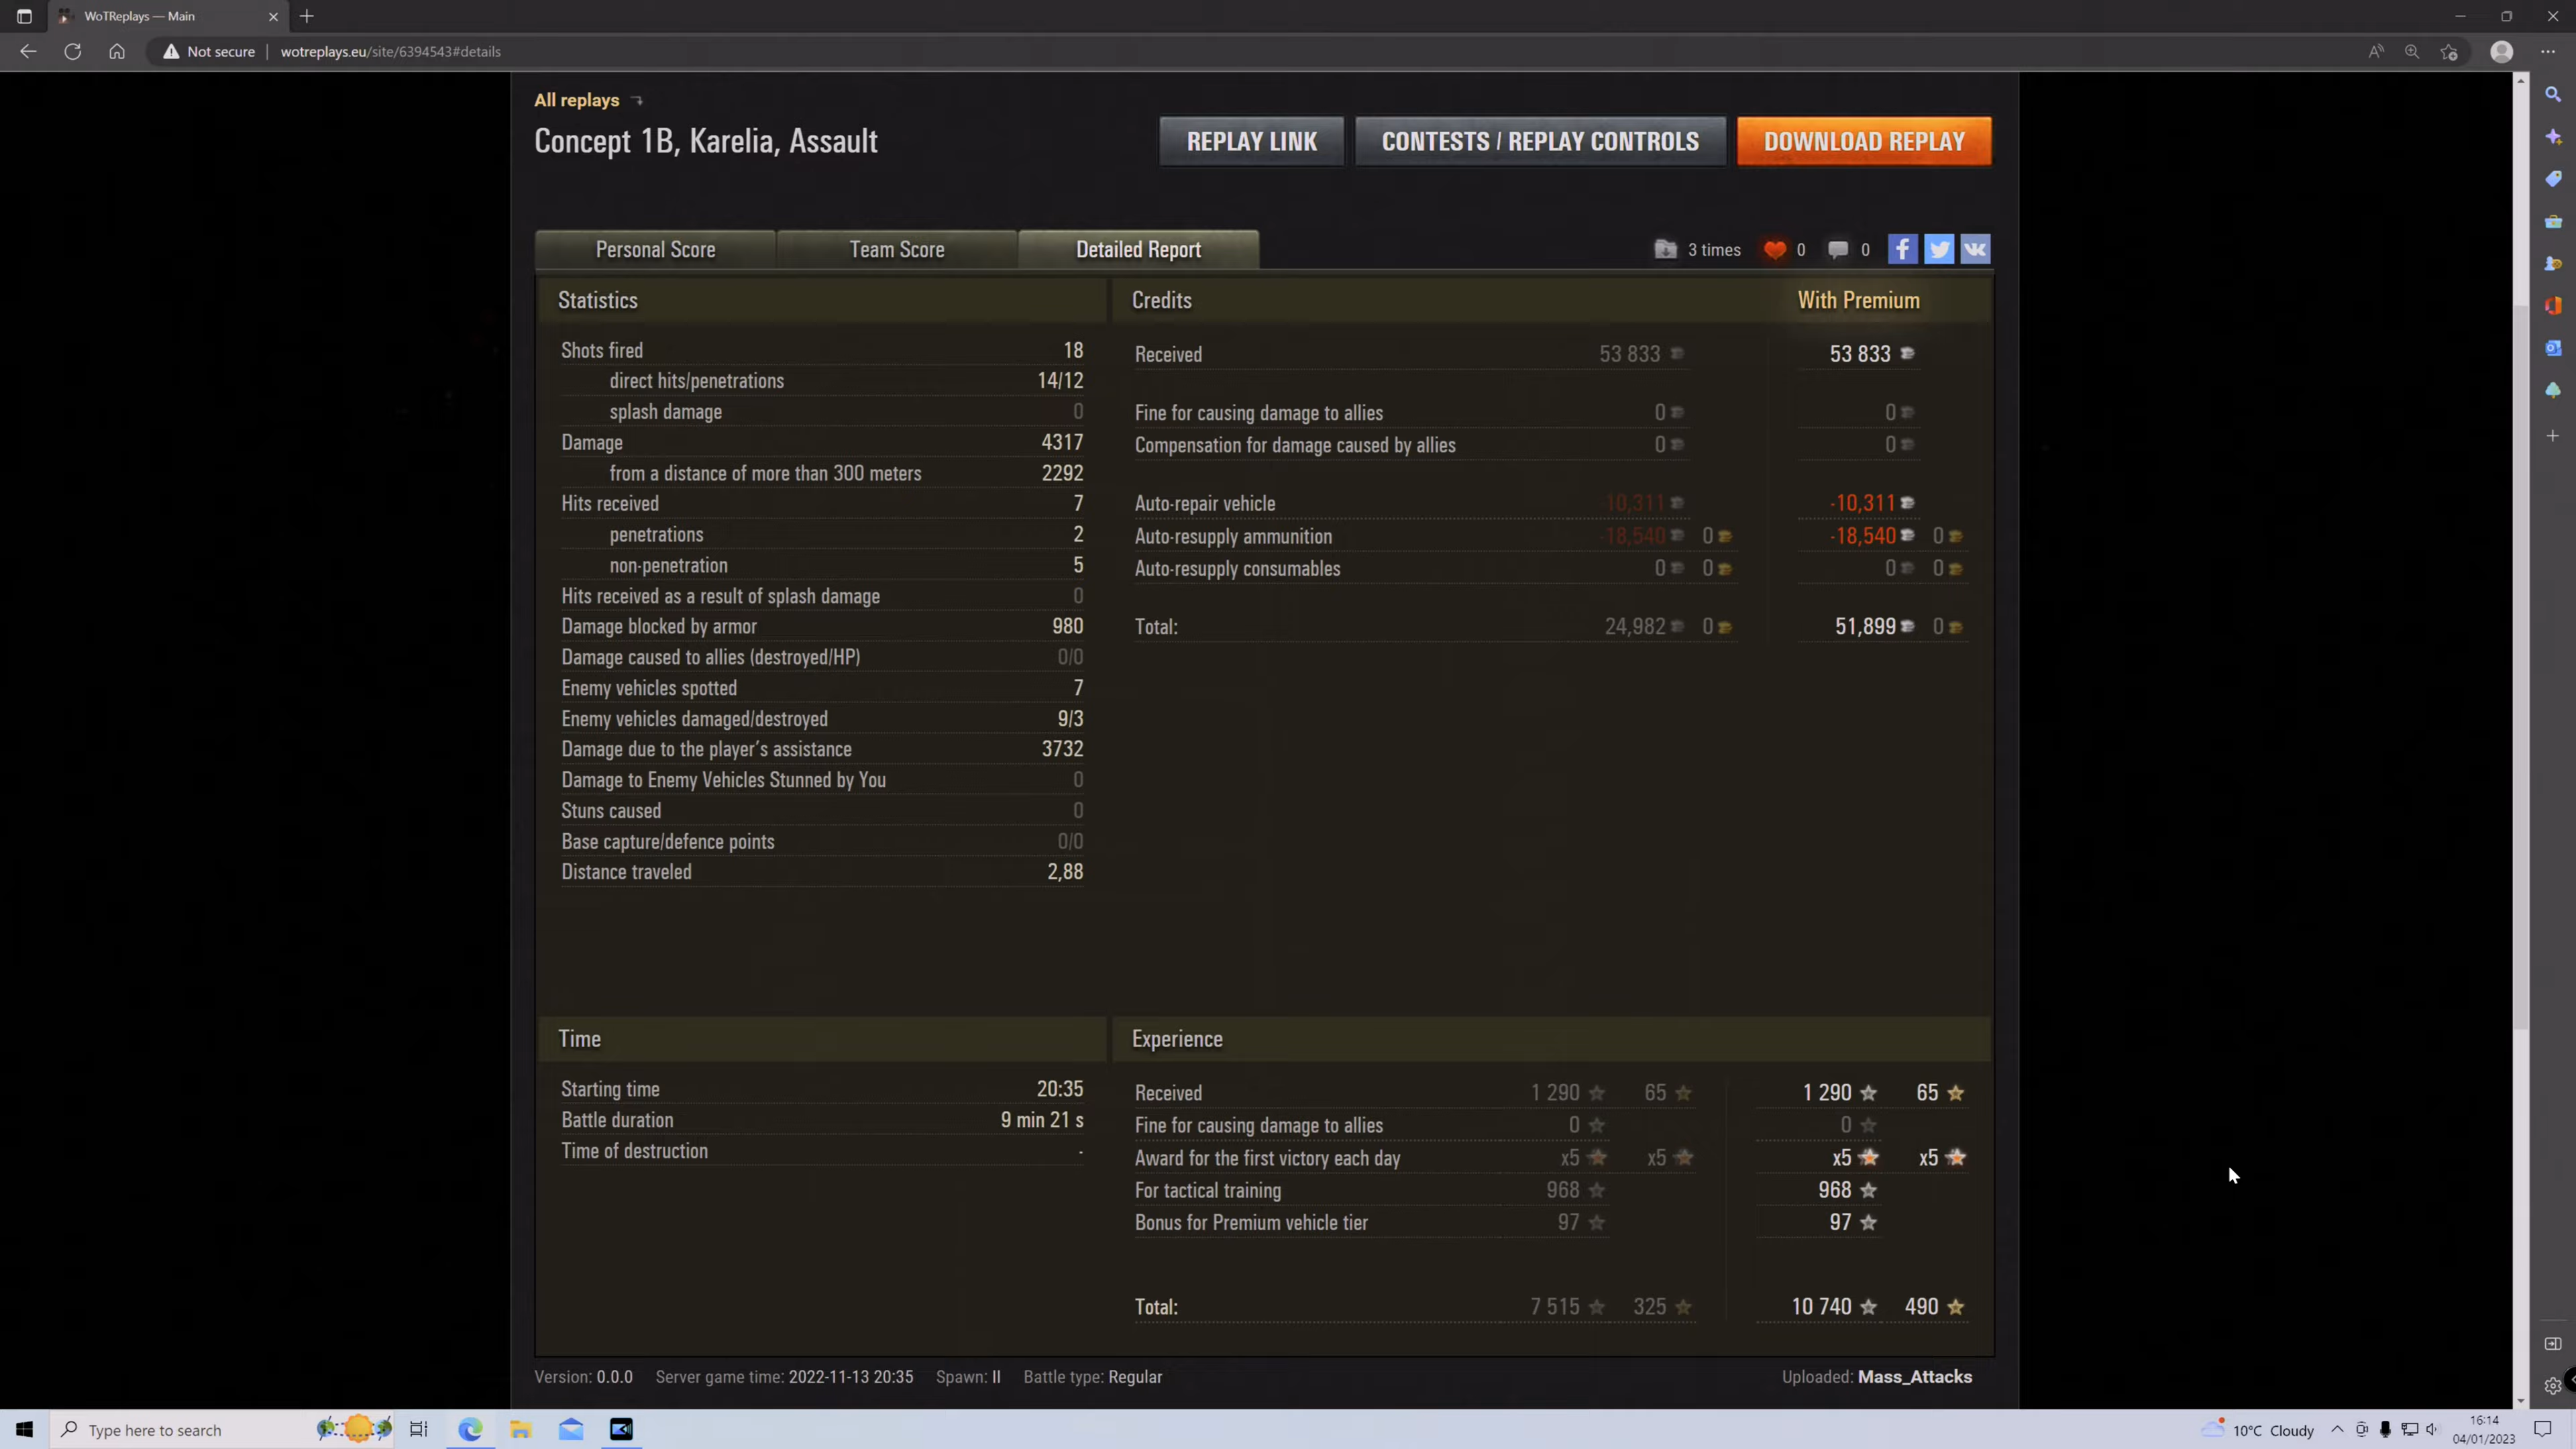 WoTReplays — Main
Not secure | wotreplays.eu/site/6394543#details
All replays
Concept 1B, Karelia, Assault
REPLAY LINK
CONTESTS / REPLAY CONTROLS
DOWNLOAD REPLAY
Personal Score
Team Score
Detailed Report
3 times
0
0
Statistics
Shots fired 18
direct hits/penetrations 14/12
splash damage 0
Damage 4317
from a distance of more than 300 meters 2292
Hits received 7
penetrations 2
non-penetration 5
Hits received as a result of splash damage 0
Damage blocked by armor 980
Damage caused to allies (destroyed/HP) 0/0
Enemy vehicles spotted 7
Enemy vehicles damaged/destroyed 9/3
Damage due to the player's assistance 3732
Damage to Enemy Vehicles Stunned by You 0
Stuns caused 0
Base capture/defence points 0/0
Distance traveled 2,88
Credits With Premium
Received 53 833 53 833
Fine for causing damage to allies 0 0
Compensation for damage caused by allies 0 0
Auto-repair vehicle -10,311 -10,311
Auto-resupply ammunition -18,540 0 -18,540 0
Auto-resupply consumables 0 0 0 0
Total: 24,982 0 51,899 0
Time
Starting time 20:35
Battle duration 9 min 21 s
Time of destruction -
Experience
Received 1 290 65 1 290 65
Fine for causing damage to allies 0 0
Award for the first victory each day x5 x5 x5 x5
For tactical training 968 968
Bonus for Premium vehicle tier 97 97
Total: 7 515 325 10 740 490
Version: 0.0.0 Server game time: 2022-11-13 20:35 Spawn: II Battle type: Regular Uploaded: Mass_Attacks
Type here to search
10°C Cloudy
16:14
04/01/2023